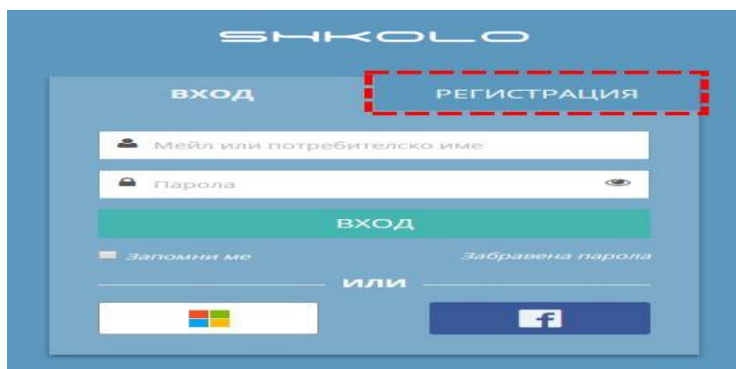 SHKOLO
ВХОД РЕГИСТРАЦИЯ
Мейл или потребителско име
Парола
ВХОД
Запомни ме Забравена парола
ИЛИ
f